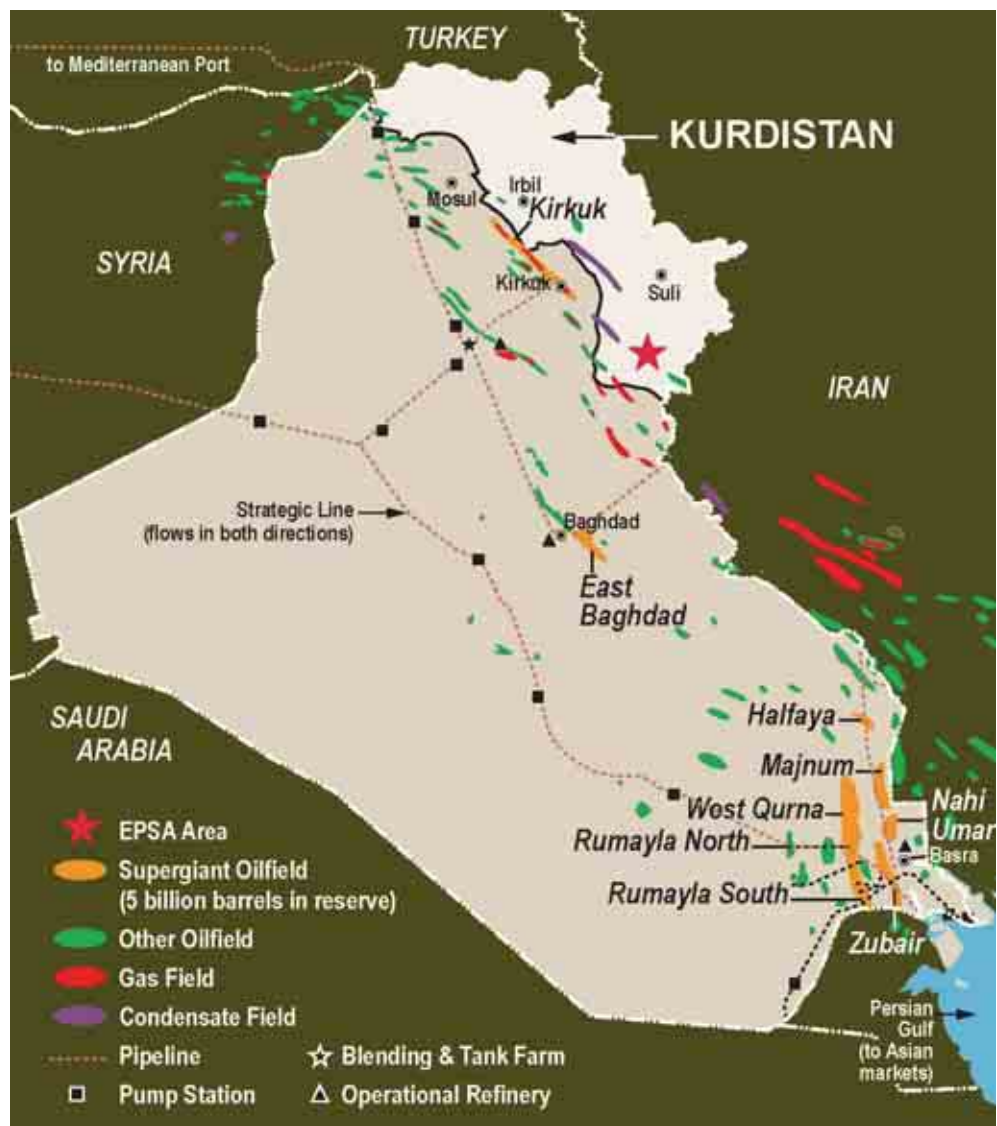 TURKEY
to Mediterranean Port
KURDISTAN
Mosul
Irbil
Kirkuk
SYRIA
Kirkuk
Suli
IRAN
Strategic Line
(flows in both directions)
Baghdad
East
Baghdad
SAUDI
ARABIA
Halfaya
Majnum
West Qurna
Nahi
Umar
Rumayla North
Basra
Rumayla South
Zubair
Persian
Gulf
(to Asian
markets)
EPSA Area
Supergiant Oilfield
(5 billion barrels in reserve)
Other Oilfield
Gas Field
Condensate Field
Pipeline
Blending & Tank Farm
Pump Station
Operational Refinery